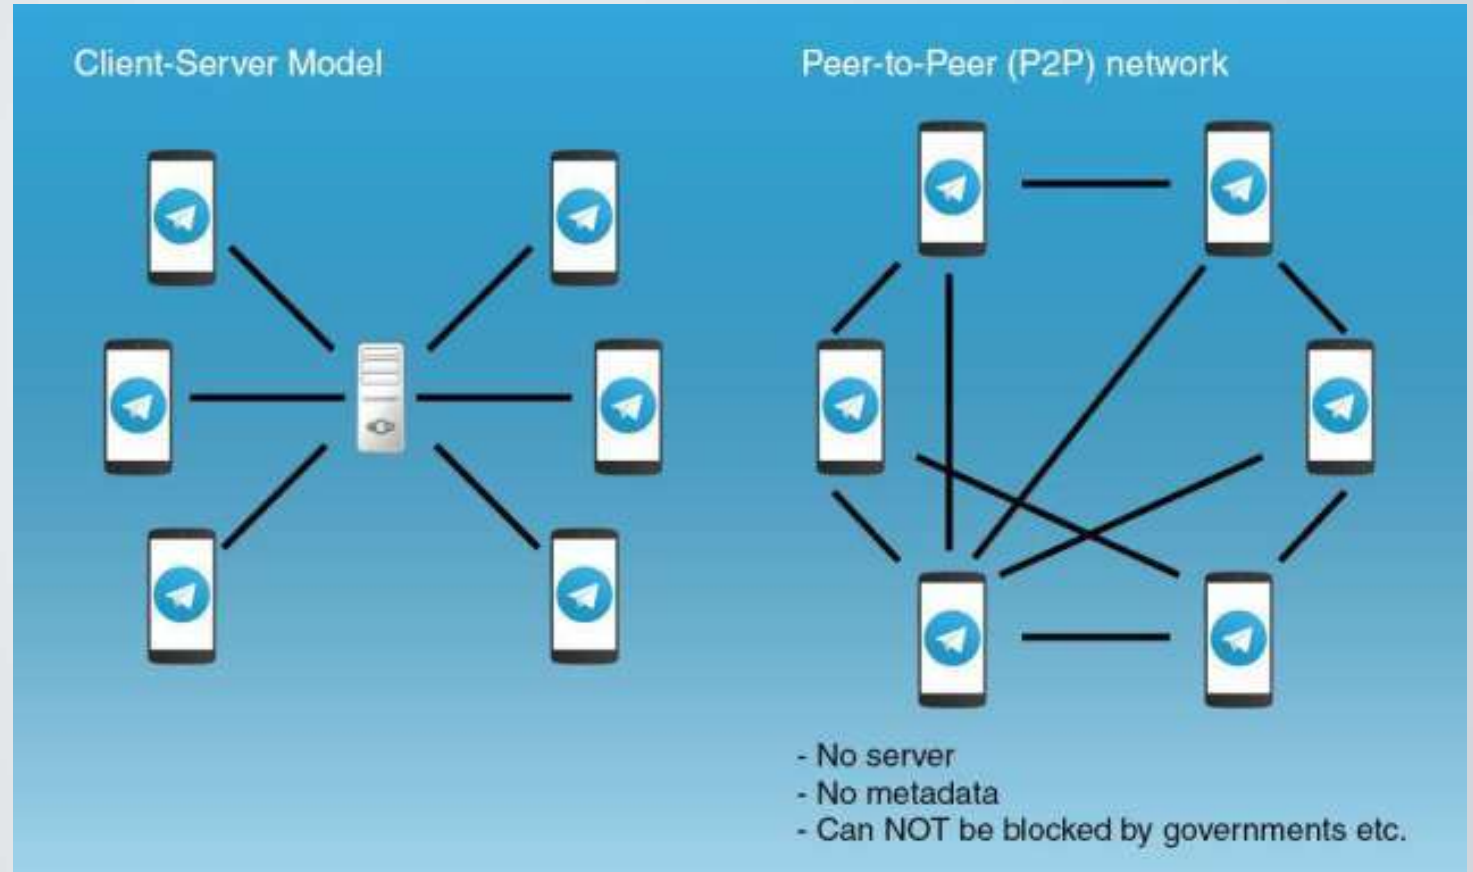 Client-Server Model
Peer-to-Peer (P2P) network
- No server
- No metadata
- Can NOT be blocked by governments etc.